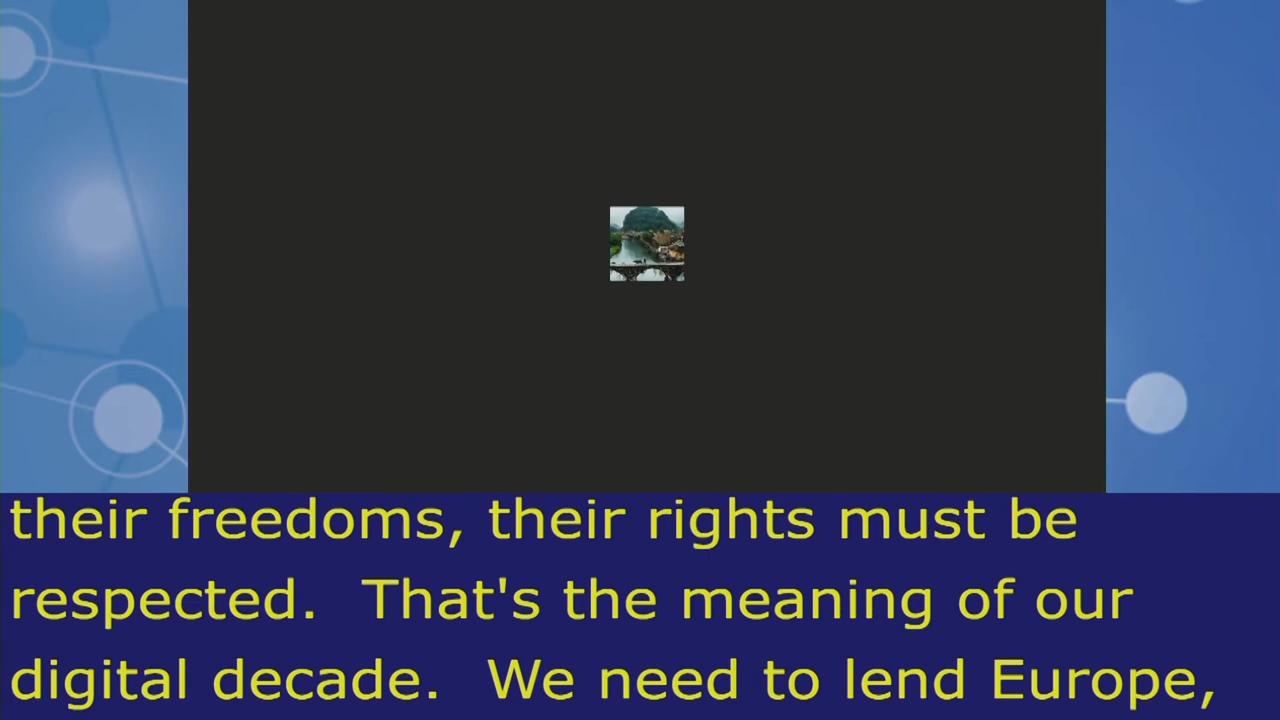 their freedoms, their rights must be
respected.  That's the meaning of our
digital decade.  We need to lend Europe,